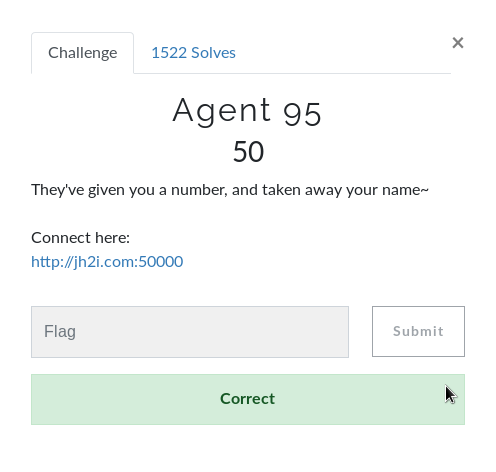 Challenge
1522 Solves
×
Agent 95
50
They've given you a number, and taken away your name~
Connect here:
http://jh2i.com:50000
Flag
Submit
Correct